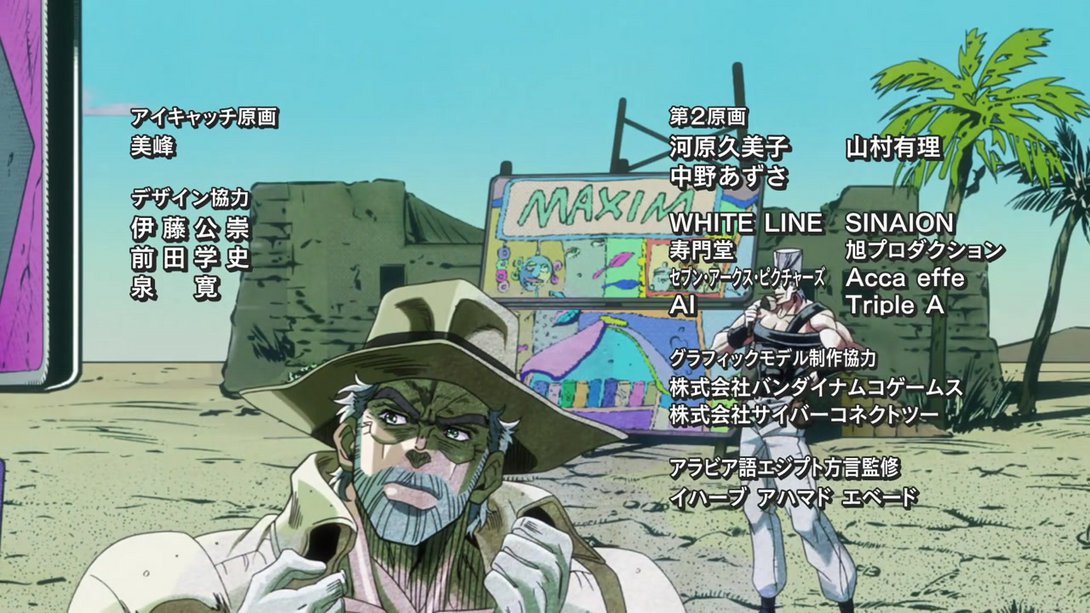 アイキャッチ原画
美峰
デザイン協力
伊藤公崇
前田学史
泉 寛
MAXIM
第2原画
河原久美子 山村有理
中野あずさ
WHITE LINE SINAION
寿門堂 旭プロダクション
セブン・アークス・ピクチャーズ Acca effe
AI Triple A
グラフィックモデル制作協力
株式会社バンダイナムコゲームス
株式会社サイバーコネクトツー
アラビア語エジプト方言監修
イハーブ アハマド エベード